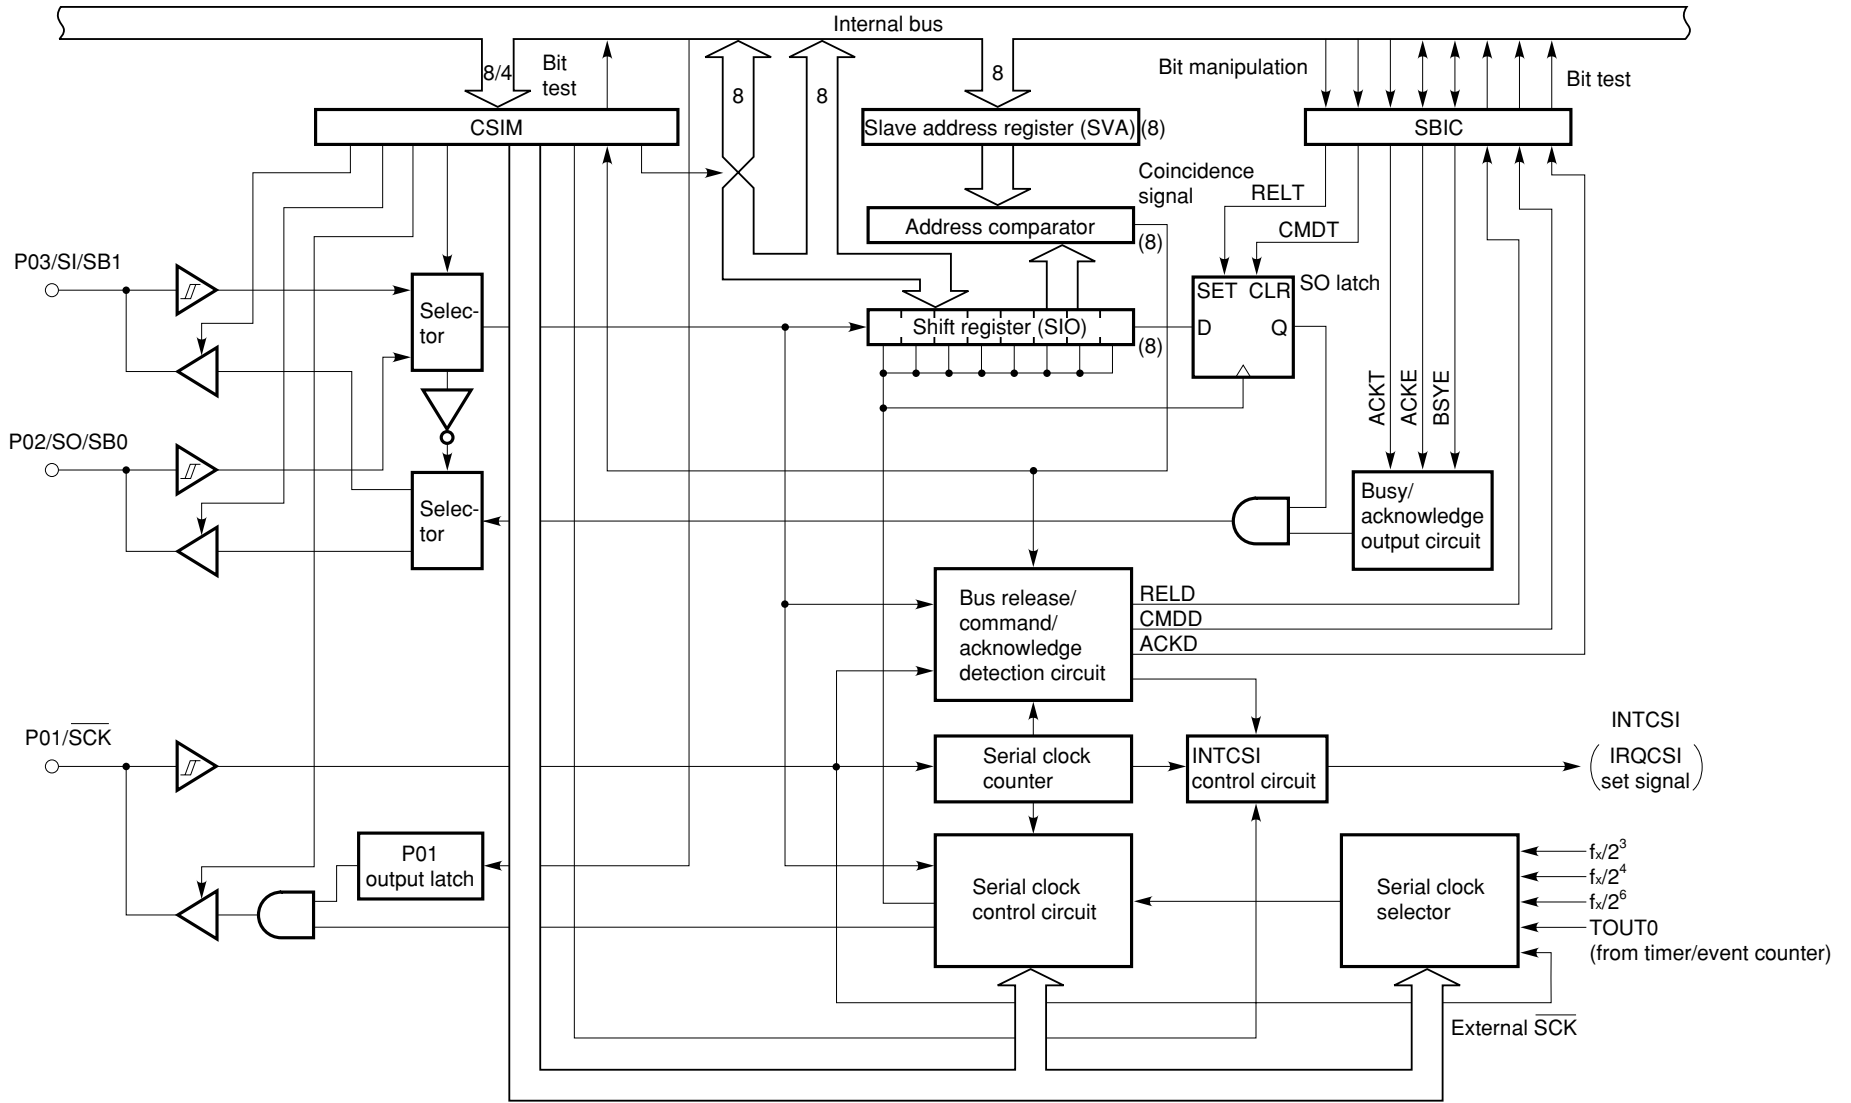 Internal bus
8/4
Bit
test
8
8
8
Bit manipulation
Bit test
CSIM
Slave address register (SVA) (8)
SBIC
Coincidence
signal
RELT
CMDT
Address comparator
(8)
P03/SI/SB1
Selec-
tor
SET CLR
SO latch
D
Q
Shift register (SIO)
(8)
ACKT
ACKE
BSYE
P02/SO/SB0
Selec-
tor
Busy/
acknowledge
output circuit
Bus release/
command/
acknowledge
detection circuit
RELD
CMDD
ACKD
P01/S̅C̅K̅
Serial clock
counter
INTCSI
control circuit
INTCSI
(IRQCSI
set signal)
P01
output latch
Serial clock
control circuit
Serial clock
selector
fx/2³
fx/2⁴
fx/2⁶
TOUT0
(from timer/event counter)
External S̅C̅K̅